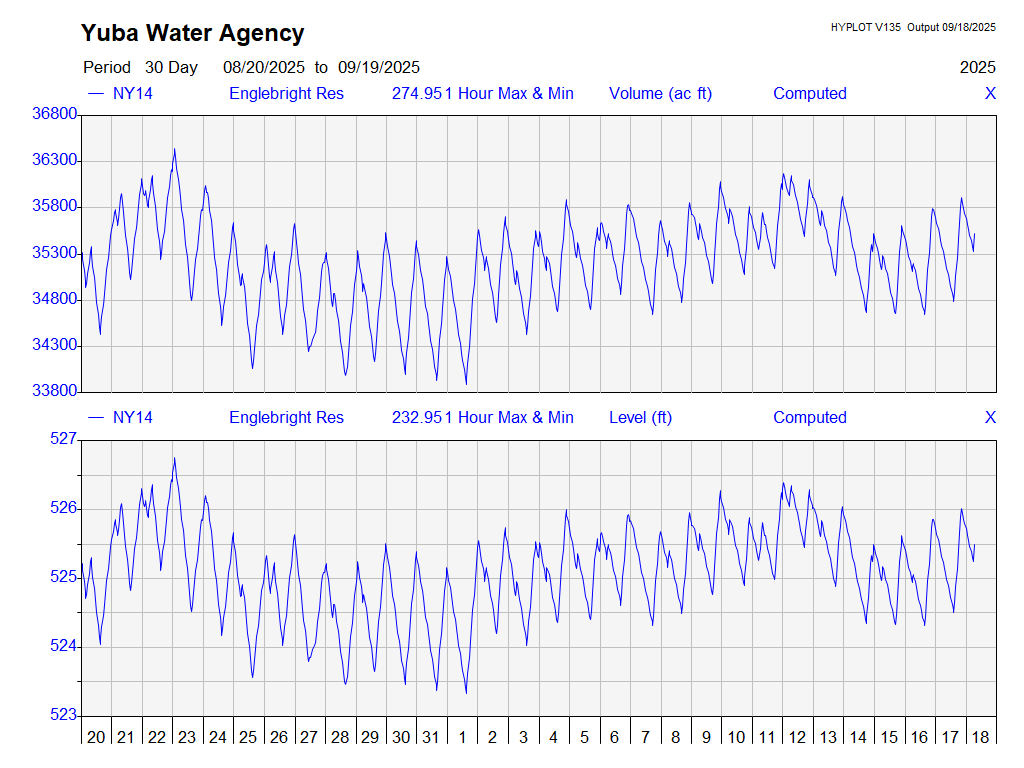 Yuba Water Agency
HYPLOT V135 Output 09/18/2025
Period 30 Day 08/20/2025 to 09/19/2025 2025
NY14 Englebright Res 274.951 Hour Max & Min Volume (ac ft) Computed X
36800
36300
35800
35300
34800
34300
33800
NY14 Englebright Res 232.951 Hour Max & Min Level (ft) Computed X
527
526
525
524
523
20 21 22 23 24 25 26 27 28 29 30 31 1 2 3 4 5 6 7 8 9 10 11 12 13 14 15 16 17 18